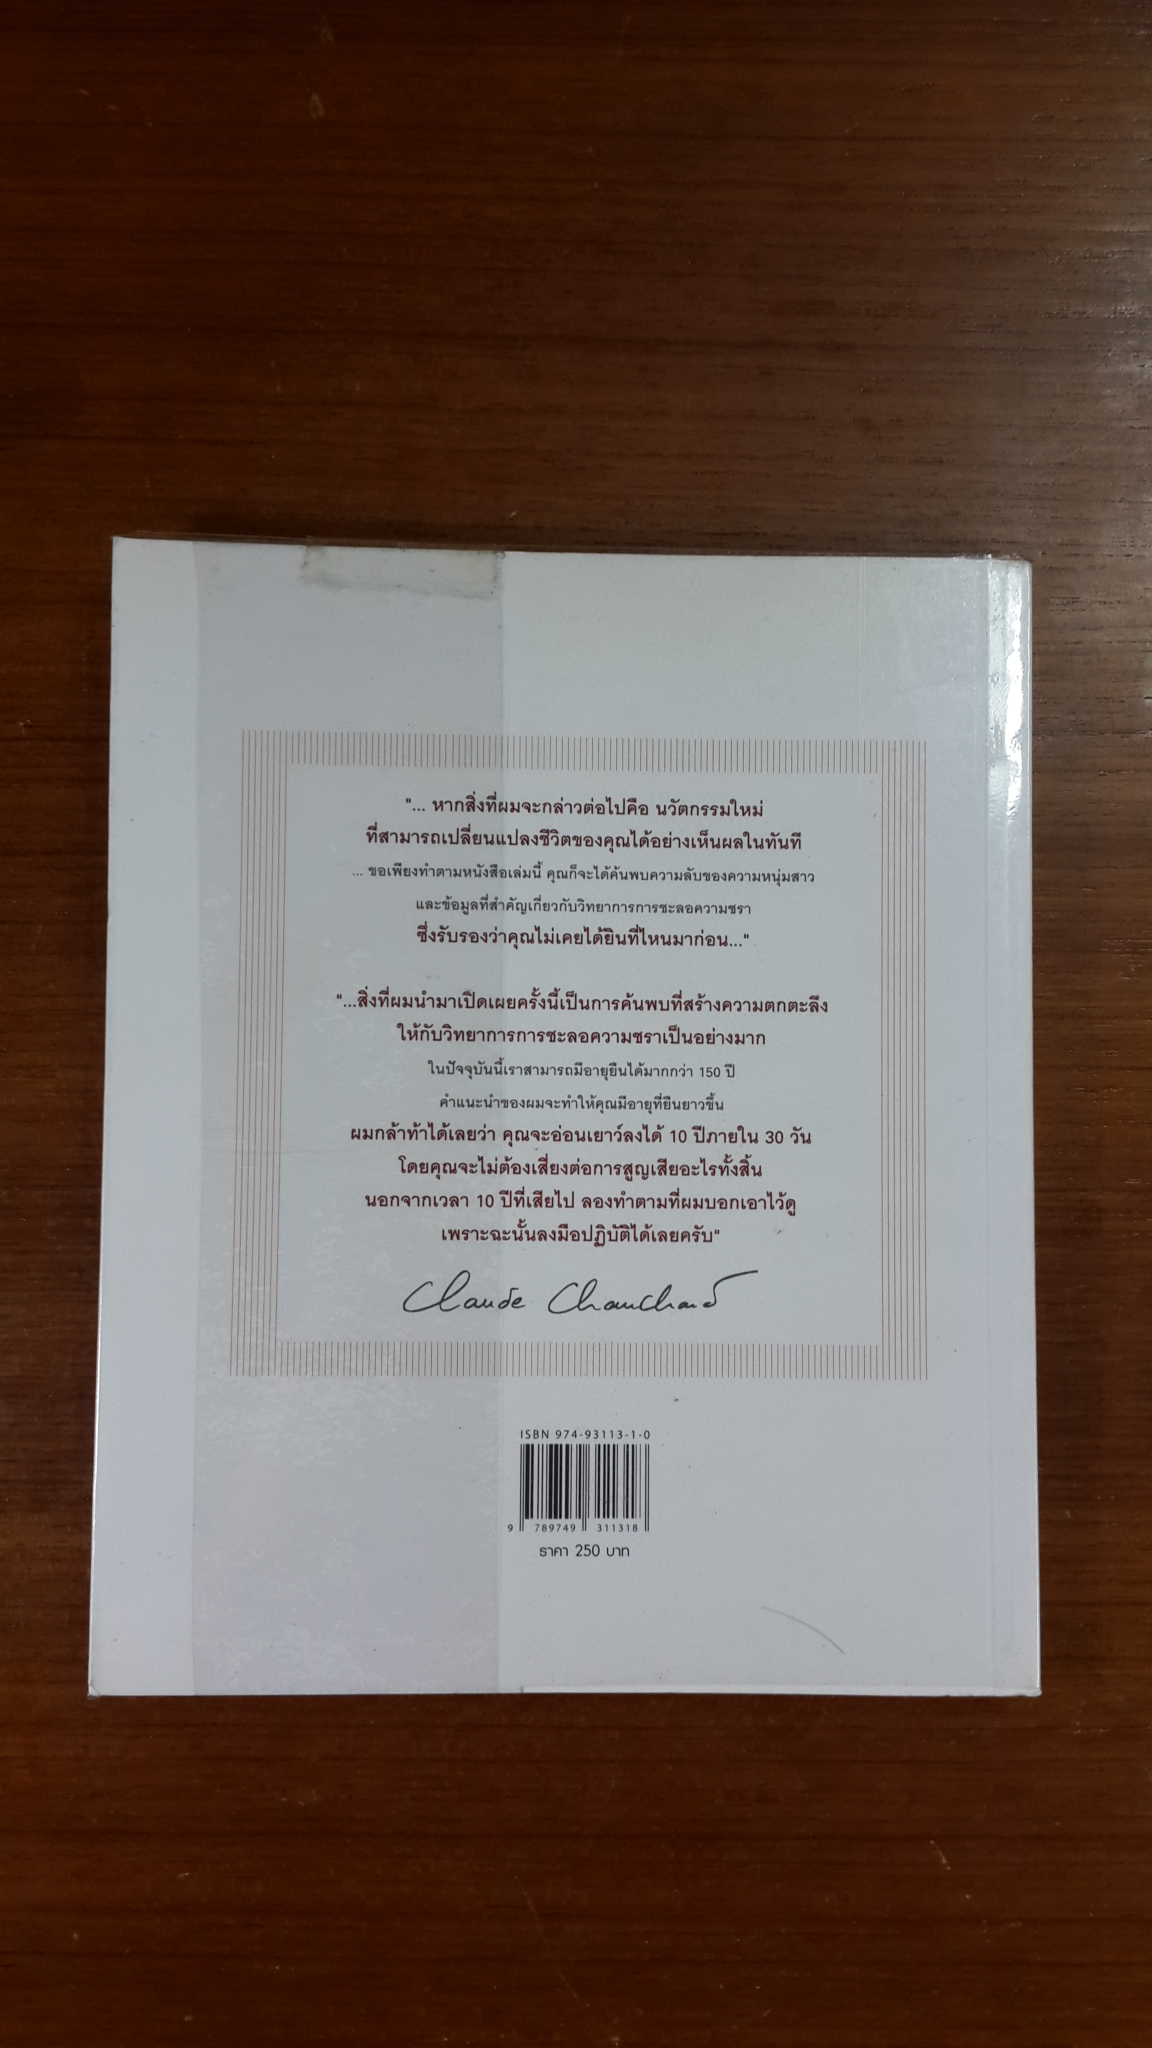 "... หากสิ่งที่ผมจะกล่าวต่อไปคือ นวัตกรรมใหม่
ที่สามารถเปลี่ยนแปลงชีวิตของคุณได้อย่างเห็นผลในทันที
... ขอเพียงทำตามหนังสือเล่มนี้ คุณก็จะได้ค้นพบความลับของความหนุ่มสาว
และข้อมูลที่สำคัญเกี่ยวกับวิทยาการการชะลอความชรา
ซึ่งรับรองว่าคุณไม่เคยได้ยินที่ไหนมาก่อน..."
"...สิ่งที่ผมนำมาเปิดเผยครั้งนี้เป็นการค้นพบที่สร้างความตกตะลึง
ให้กับวิทยาการการชะลอความชราเป็นอย่างมาก
ในปัจจุบันนี้เราสามารถมีอายุยืนได้มากกว่า 150 ปี
คำแนะนำของผมจะทำให้คุณมีอายุที่ยืนยาวขึ้น
ผมกล้าท้าได้เลยว่า คุณจะอ่อนเยาว์ลงได้ 10 ปีภายใน 30 วัน
โดยคุณจะไม่ต้องเสี่ยงต่อการสูญเสียอะไรทั้งสิ้น
นอกจากเวลา 10 ปีที่เสียไป ลองทำตามที่ผมบอกเอาไว้ดู
เพราะฉะนั้นลงมือปฏิบัติได้เลยครับ"
Claude Chauchard
ISBN 974-93113-1-0
9 789749 311318
ราคา 250 บาท